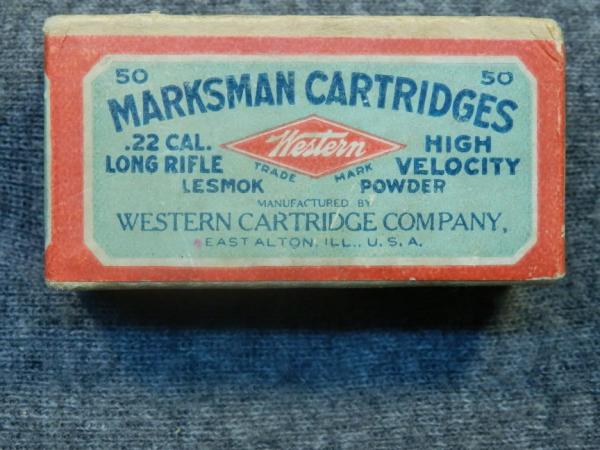 50 50
MARKSMAN CARTRIDGES
.22 CAL. Western HIGH
LONG RIFLE TRADE MARK VELOCITY
LESMOK POWDER
MANUFACTURED BY
WESTERN CARTRIDGE COMPANY,
EAST ALTON, ILL., U. S. A.